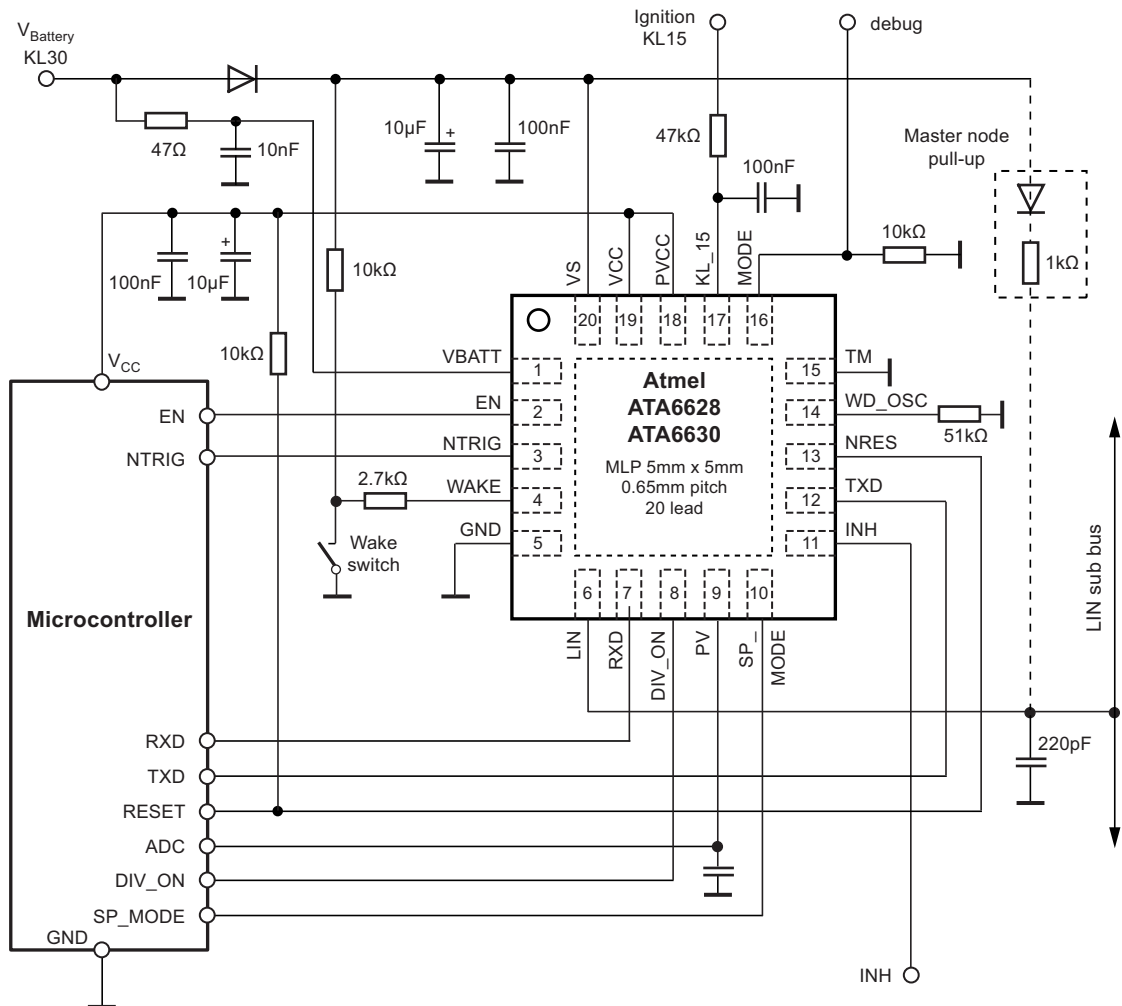 Ignition
KL15
debug
V Battery
KL30
47Ω
10nF
10µF
+
100nF
47kΩ
100nF
Master node
pull-up
10kΩ
1kΩ
100nF
+
10µF
10kΩ
10kΩ
VS
VCC
PVCC
KL_15
MODE
20
19
18
17
16
VCC
VBATT
1
EN
2
NTRIG
3
WAKE
4
GND
5
2.7kΩ
Wake
switch
Atmel
ATA6628
ATA6630
MLP 5mm x 5mm
0.65mm pitch
20 lead
TM
15
WD_OSC
14
51kΩ
NRES
13
TXD
12
INH
11
6
7
8
9
10
LIN
RXD
DIV_ON
PV
SP_
MODE
LIN sub bus
220pF
EN
NTRIG
Microcontroller
RXD
TXD
RESET
ADC
DIV_ON
SP_MODE
GND
INH